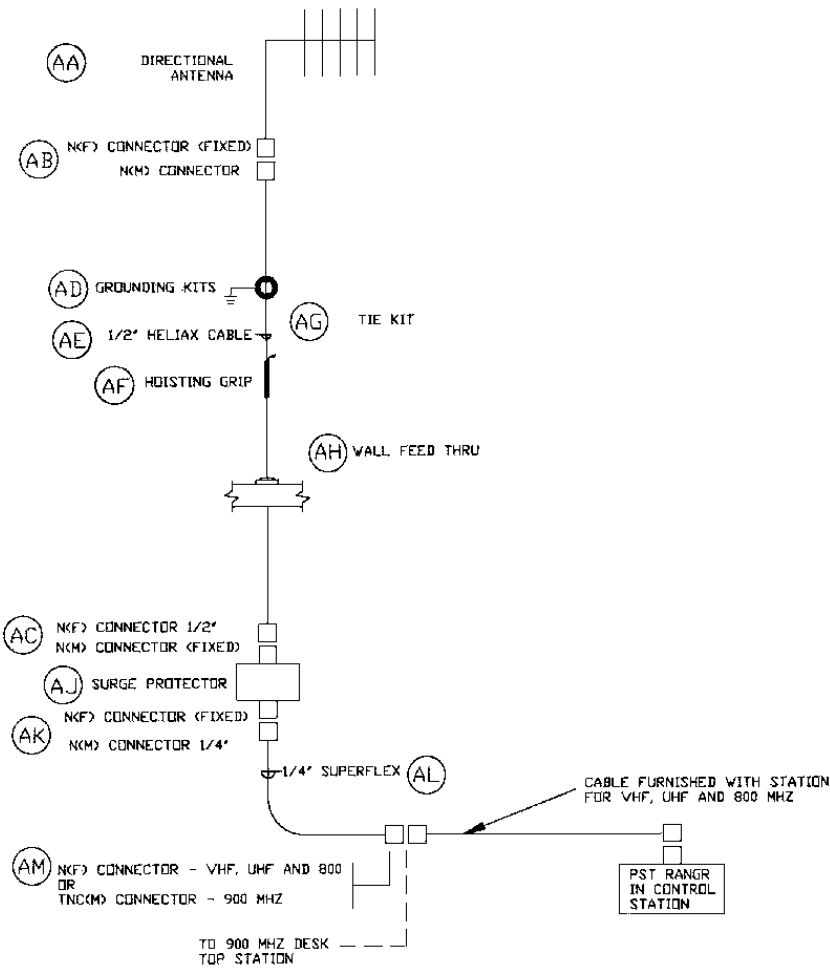 AA
DIRECTIONAL
ANTENNA
AB
N(F) CONNECTOR (FIXED)
N(M) CONNECTOR
AD
GROUNDING KITS
AG
TIE KIT
AE
1/2" HELIAX CABLE
AF
HOISTING GRIP
AH
WALL FEED THRU
AC
N(F) CONNECTOR 1/2"
N(M) CONNECTOR (FIXED)
AJ
SURGE PROTECTOR
AK
N(F) CONNECTOR (FIXED)
N(M) CONNECTOR 1/4"
1/4" SUPERFLEX
AL
CABLE FURNISHED WITH STATION
FOR VHF, UHF AND 800 MHZ
AM
N(F) CONNECTOR - VHF, UHF AND 800
OR
TNC(M) CONNECTOR - 900 MHZ
PST RANGR
IN CONTROL
STATION
TO 900 MHZ DESK
TOP STATION